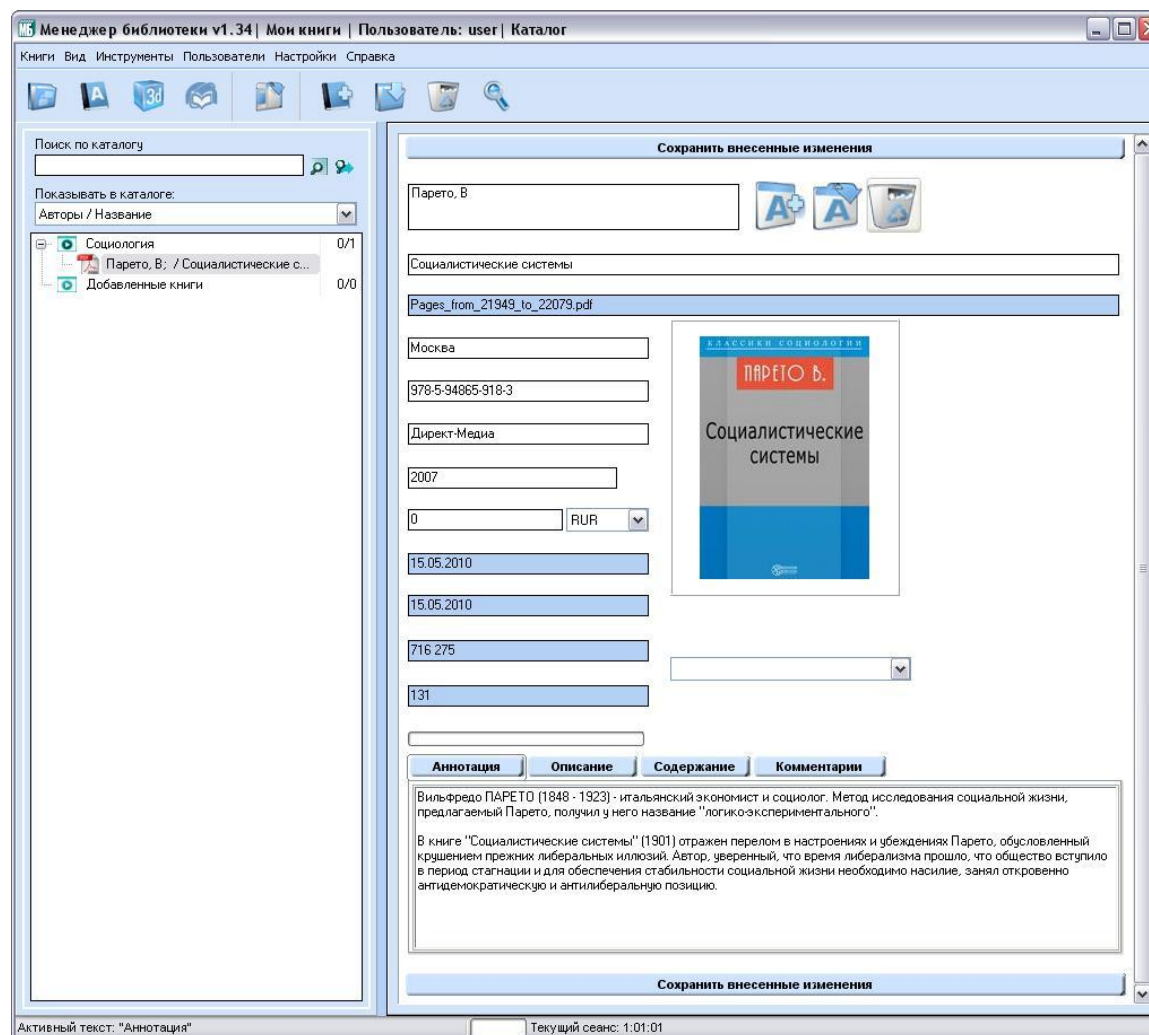 МБ Менеджер библиотеки v1.34| Мои книги | Пользователь: user| Каталог
Книги Вид Инструменты Пользователи Настройки Справка
A 3d
Поиск по каталогу
Показывать в каталоге:
Авторы / Название
Социология 0/1
Парето, В; / Социалистические с...
Добавленные книги 0/0
Сохранить внесенные изменения
Парето, В
A A
Социалистические системы
Pages_from_21949_to_22079.pdf
Москва
978-5-94865-918-3
Директ-Медиа
2007
0 RUR
15.05.2010
15.05.2010
716 275
131
КЛАССИКИ СОЦИОЛОГИИ
ПАРЕТО В.
Социалистические
системы
Аннотация Описание Содержание Комментарии
Вильфредо ПАРЕТО (1848 - 1923) - итальянский экономист и социолог. Метод исследования социальной жизни,
предлагаемый Парето, получил у него название "логико-экспериментального".
В книге "Социалистические системы" (1901) отражен перелом в настроениях и убеждениях Парето, обусловленный
крушением прежних либеральных иллюзий. Автор, уверенный, что время либерализма прошло, что общество вступило
в период стагнации и для обеспечения стабильности социальной жизни необходимо насилие, занял откровенно
антидемократическую и антилиберальную позицию.
Сохранить внесенные изменения
Активный текст: "Аннотация" Текущий сеанс: 1:01:01